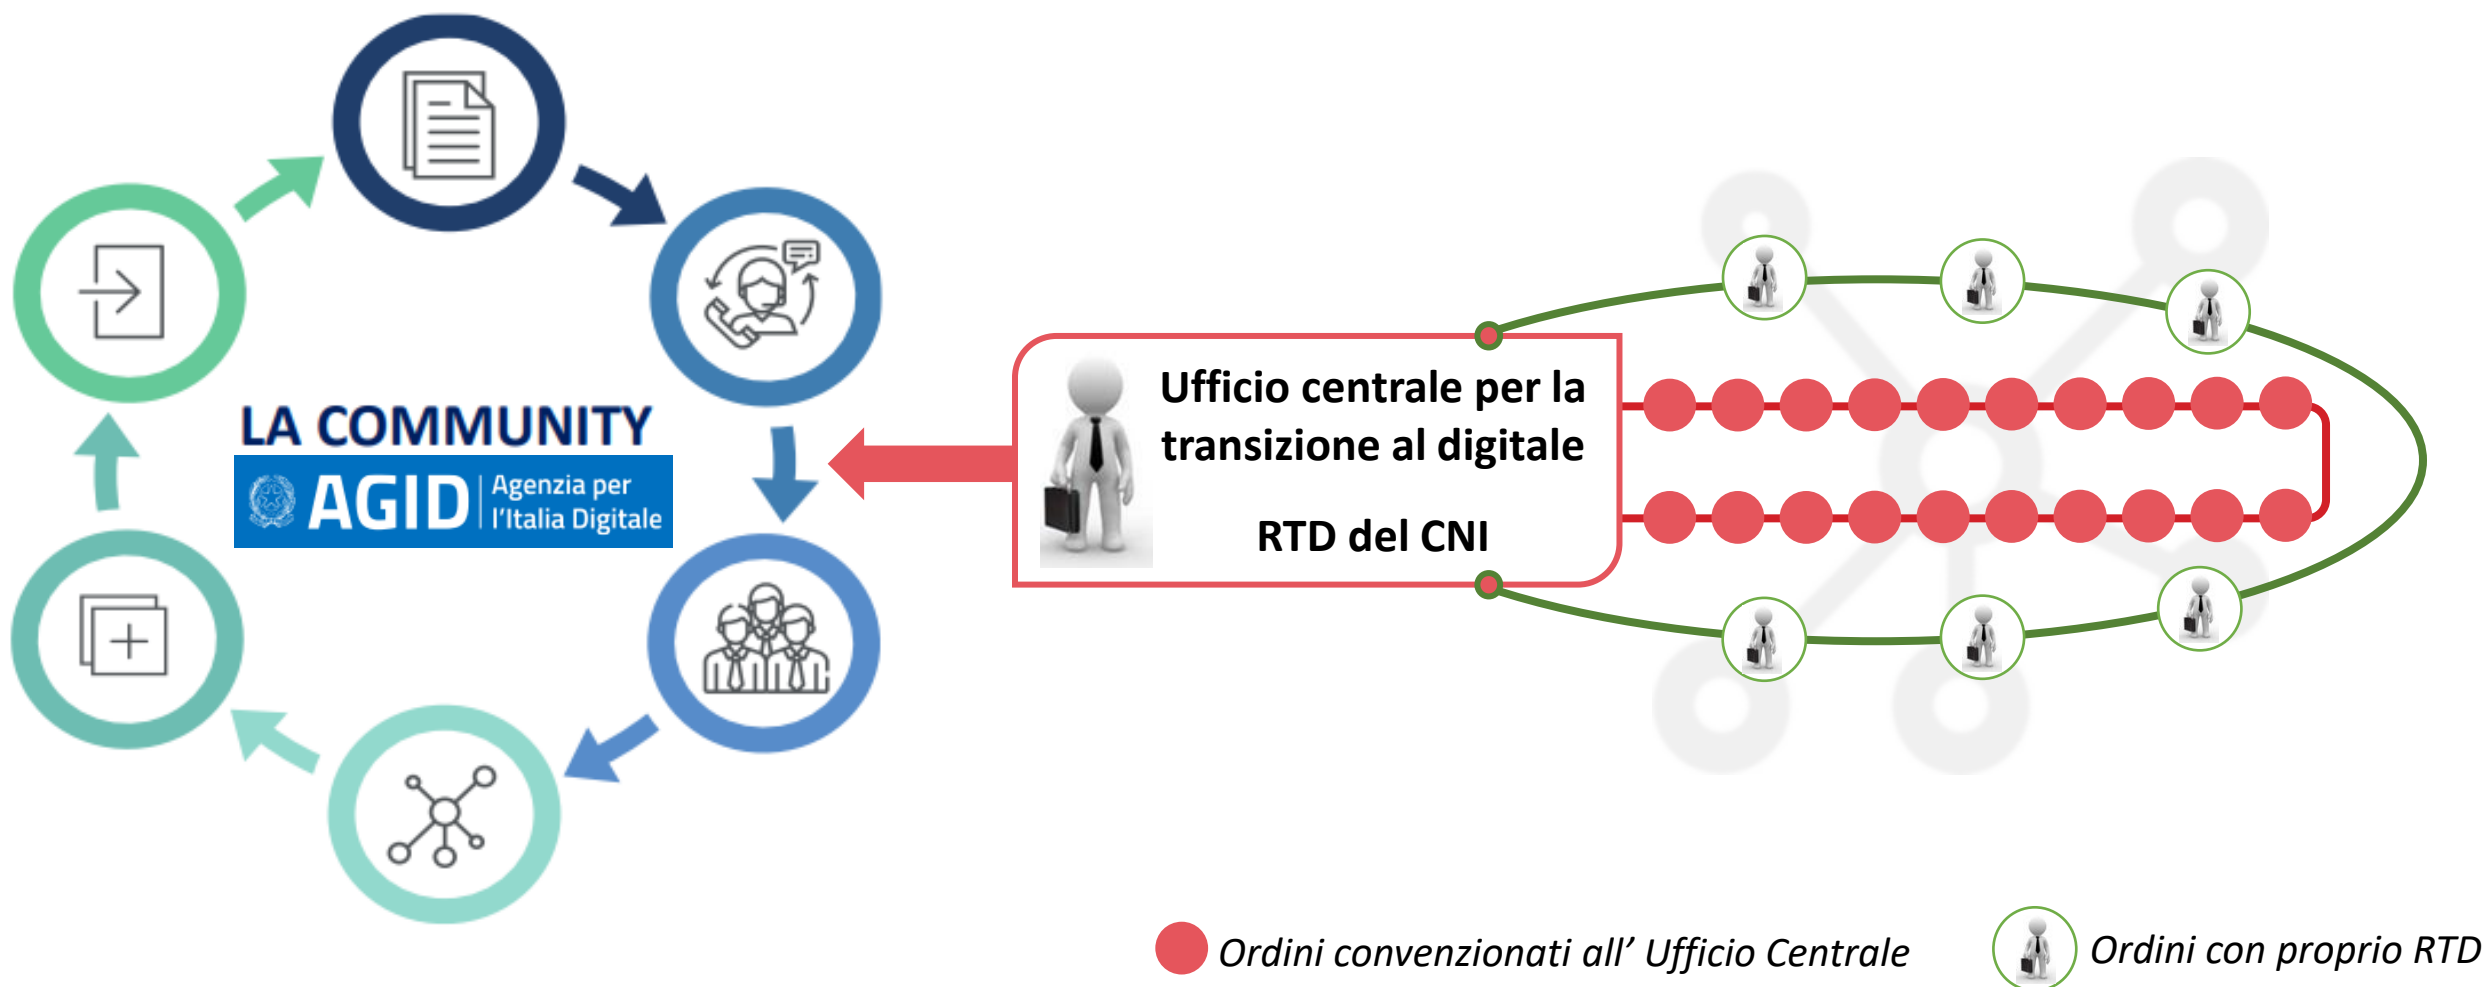 LA COMMUNITY
AGID
Agenzia per
l'Italia Digitale
Ufficio centrale per la
transizione al digitale
RTD del CNI
Ordini convenzionati all’ Ufficio Centrale
Ordini con proprio RTD